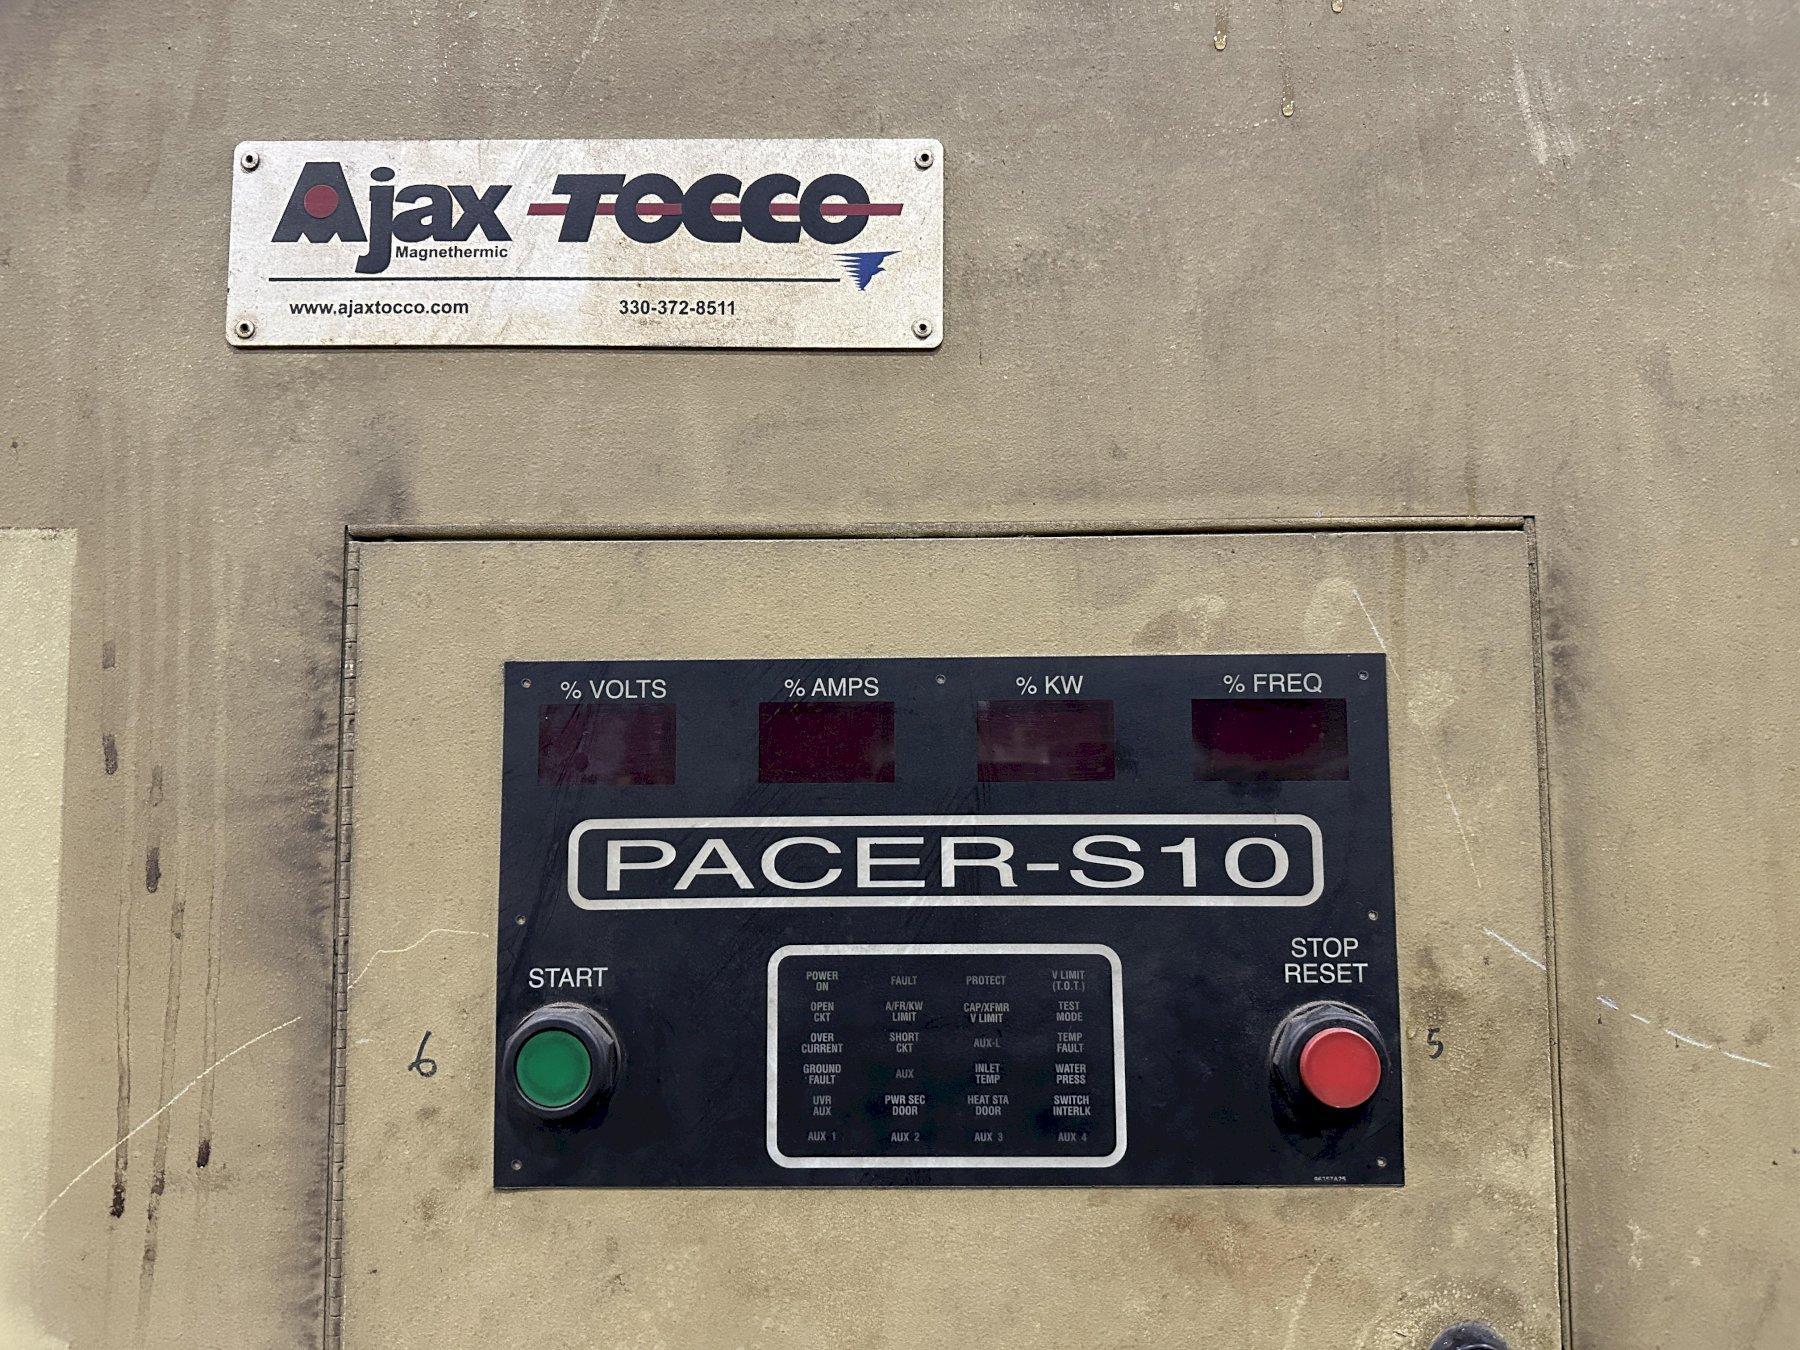 Ajax TOCCO
Magnethermic
www.ajaxtocco.com 330-372-8511
% VOLTS % AMPS % KW % FREQ
PACER-S10
START
STOP
RESET
POWER ON FAULT PROTECT V LIMIT (T.O.T.)
OPEN CKT A/FR/KW LIMIT CAP/XFMR V LIMIT TEST MODE
OVER CURRENT SHORT CKT AUX-L TEMP FAULT
GROUND FAULT AUX INLET TEMP WATER PRESS
UVR AUX PWR SEC DOOR HEAT STA DOOR SWITCH INTERLK
AUX 1 AUX 2 AUX 3 AUX 4
6 5